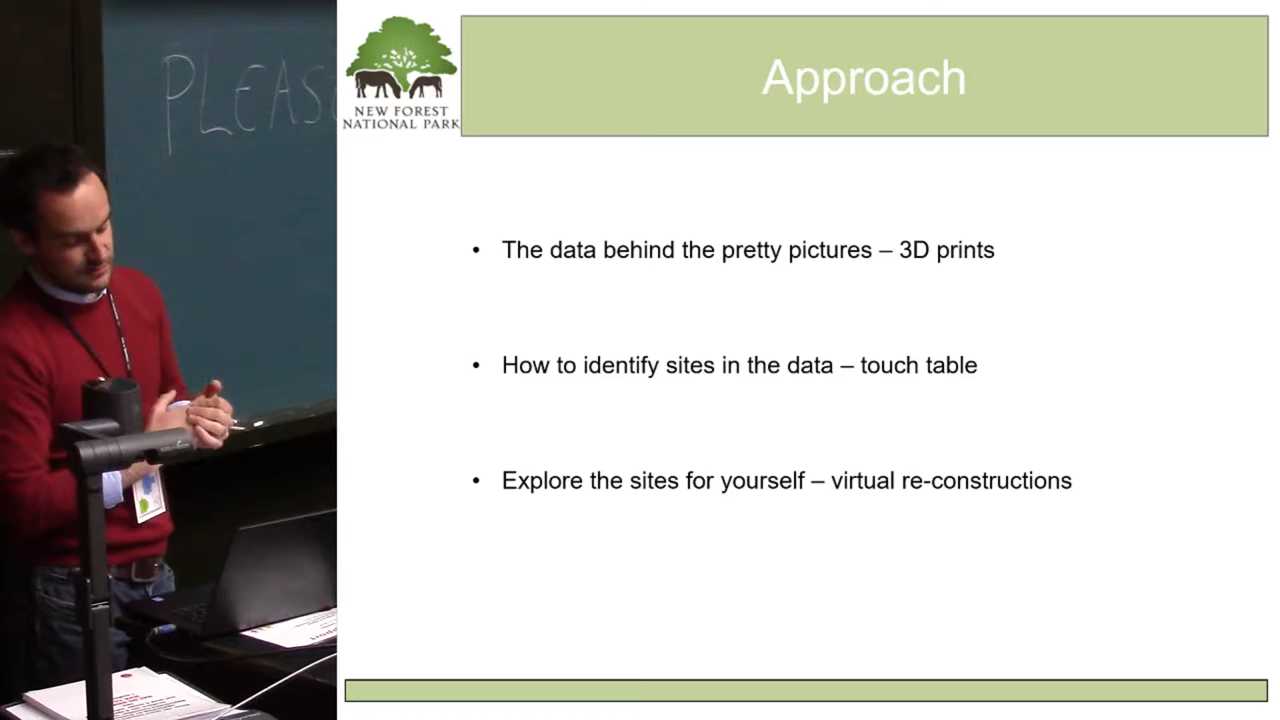 PLEAS
NEW FOREST
NATIONAL PARK
Approach
• The data behind the pretty pictures – 3D prints
• How to identify sites in the data – touch table
• Explore the sites for yourself – virtual re-constructions